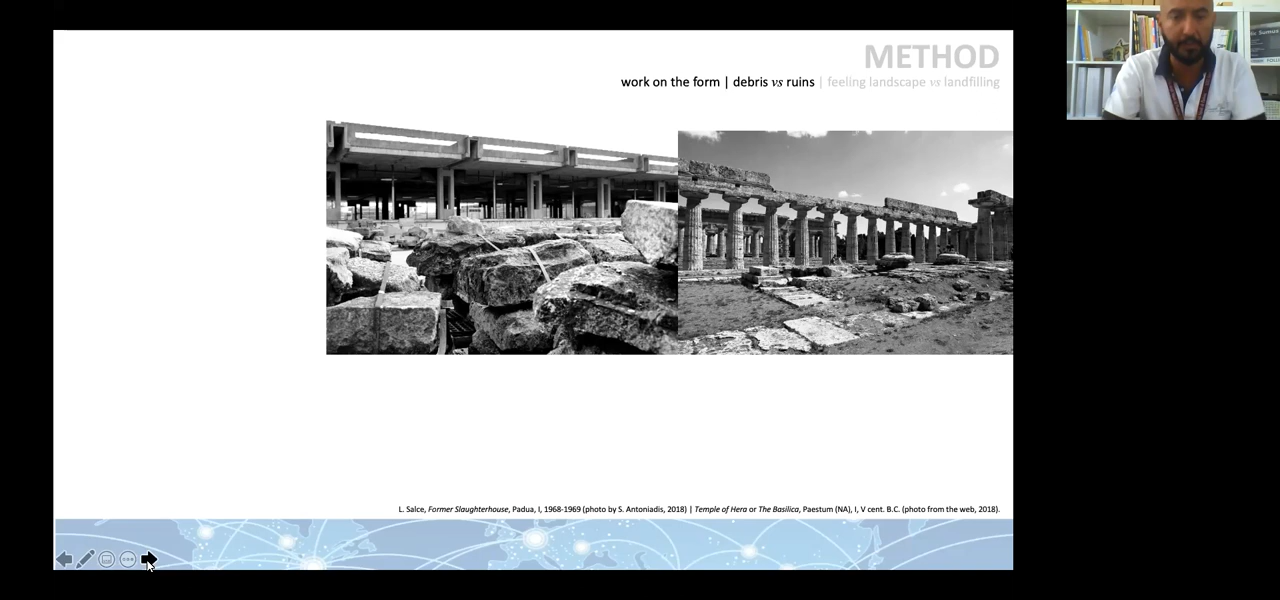 METHOD
work on the form | debris vs ruins | feeling landscape vs landfilling
L. Salce, Former Slaughterhouse, Padua, I, 1968-1969 (photo by S. Antoniadis, 2018) | Temple of Hera or The Basilica, Paestum (NA), I, V cent. B.C. (photo from the web, 2018).